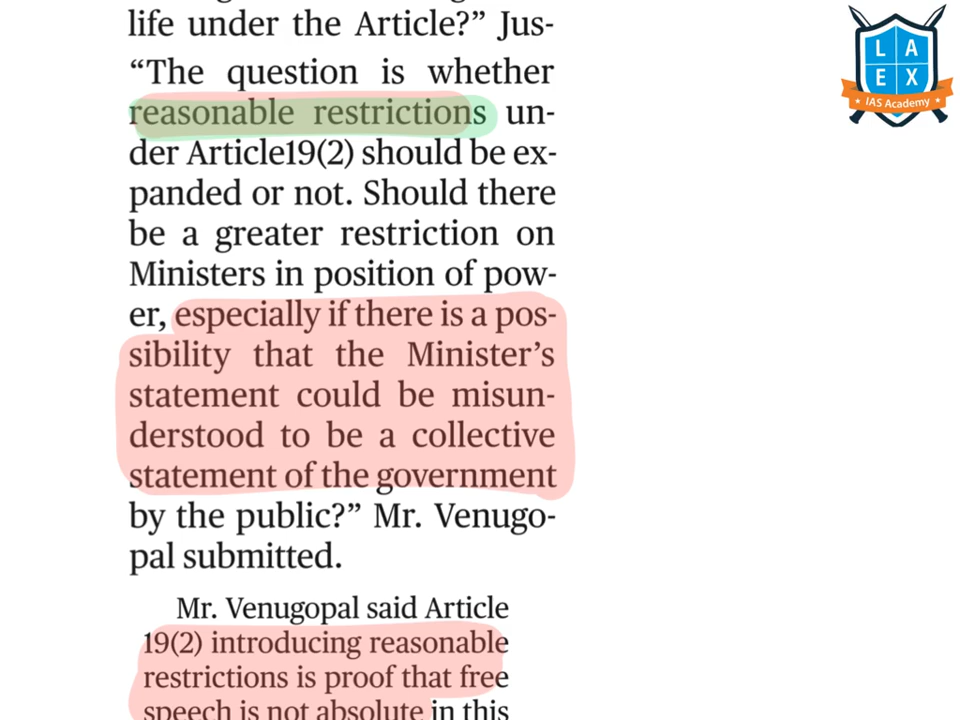 life under the Article?” Jus-
“The question is whether
reasonable restrictions un-
der Article19(2) should be ex-
panded or not. Should there
be a greater restriction on
Ministers in position of pow-
er, especially if there is a pos-
sibility that the Minister’s
statement could be misun-
derstood to be a collective
statement of the government
by the public?” Mr. Venugo-
pal submitted.
Mr. Venugopal said Article
19(2) introducing reasonable
restrictions is proof that free
speech is not absolute in this
L A
E X
IAS Academy